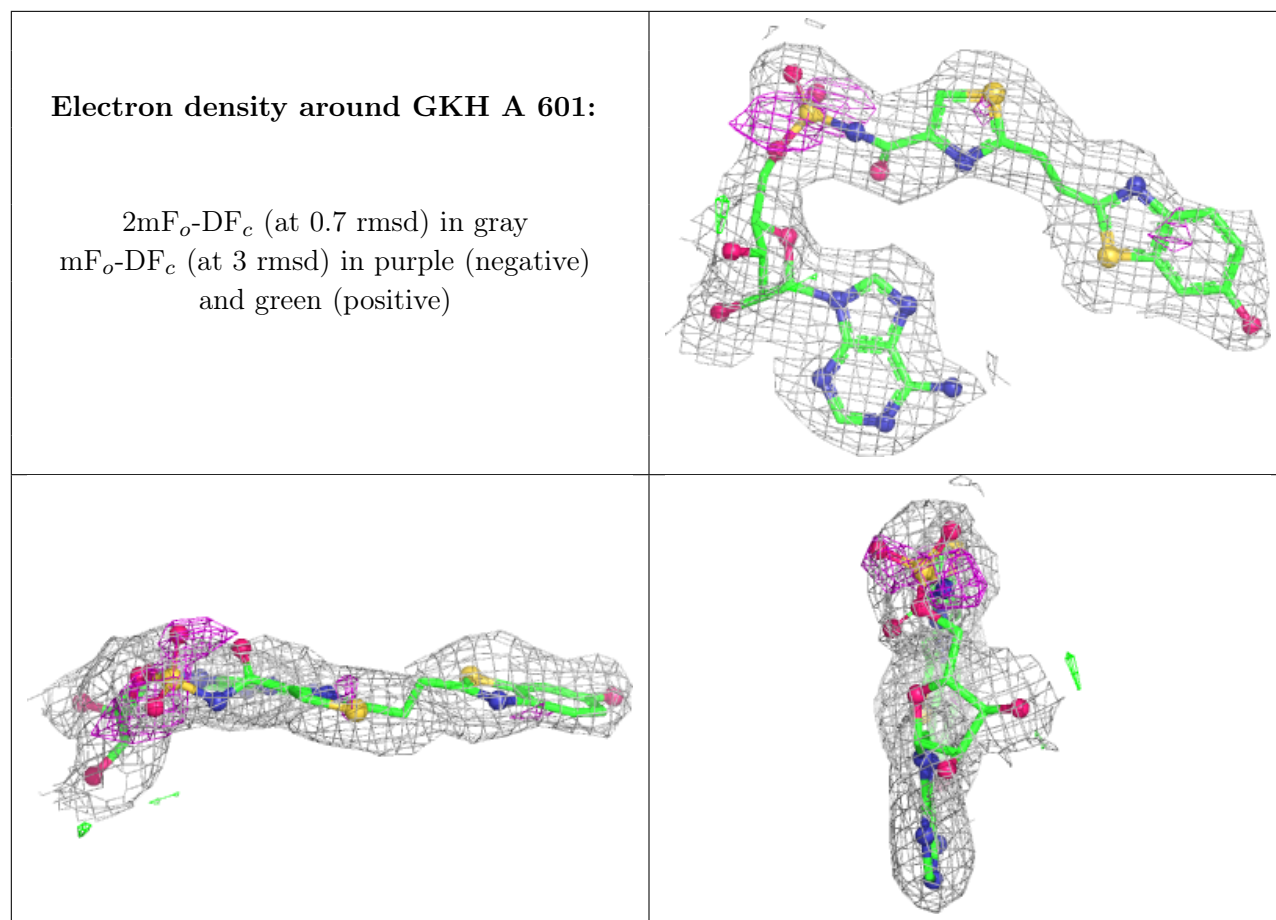 Electron density around GKH A 601:
2mFo-DFc (at 0.7 rmsd) in gray
mFo-DFc (at 3 rmsd) in purple (negative)
and green (positive)